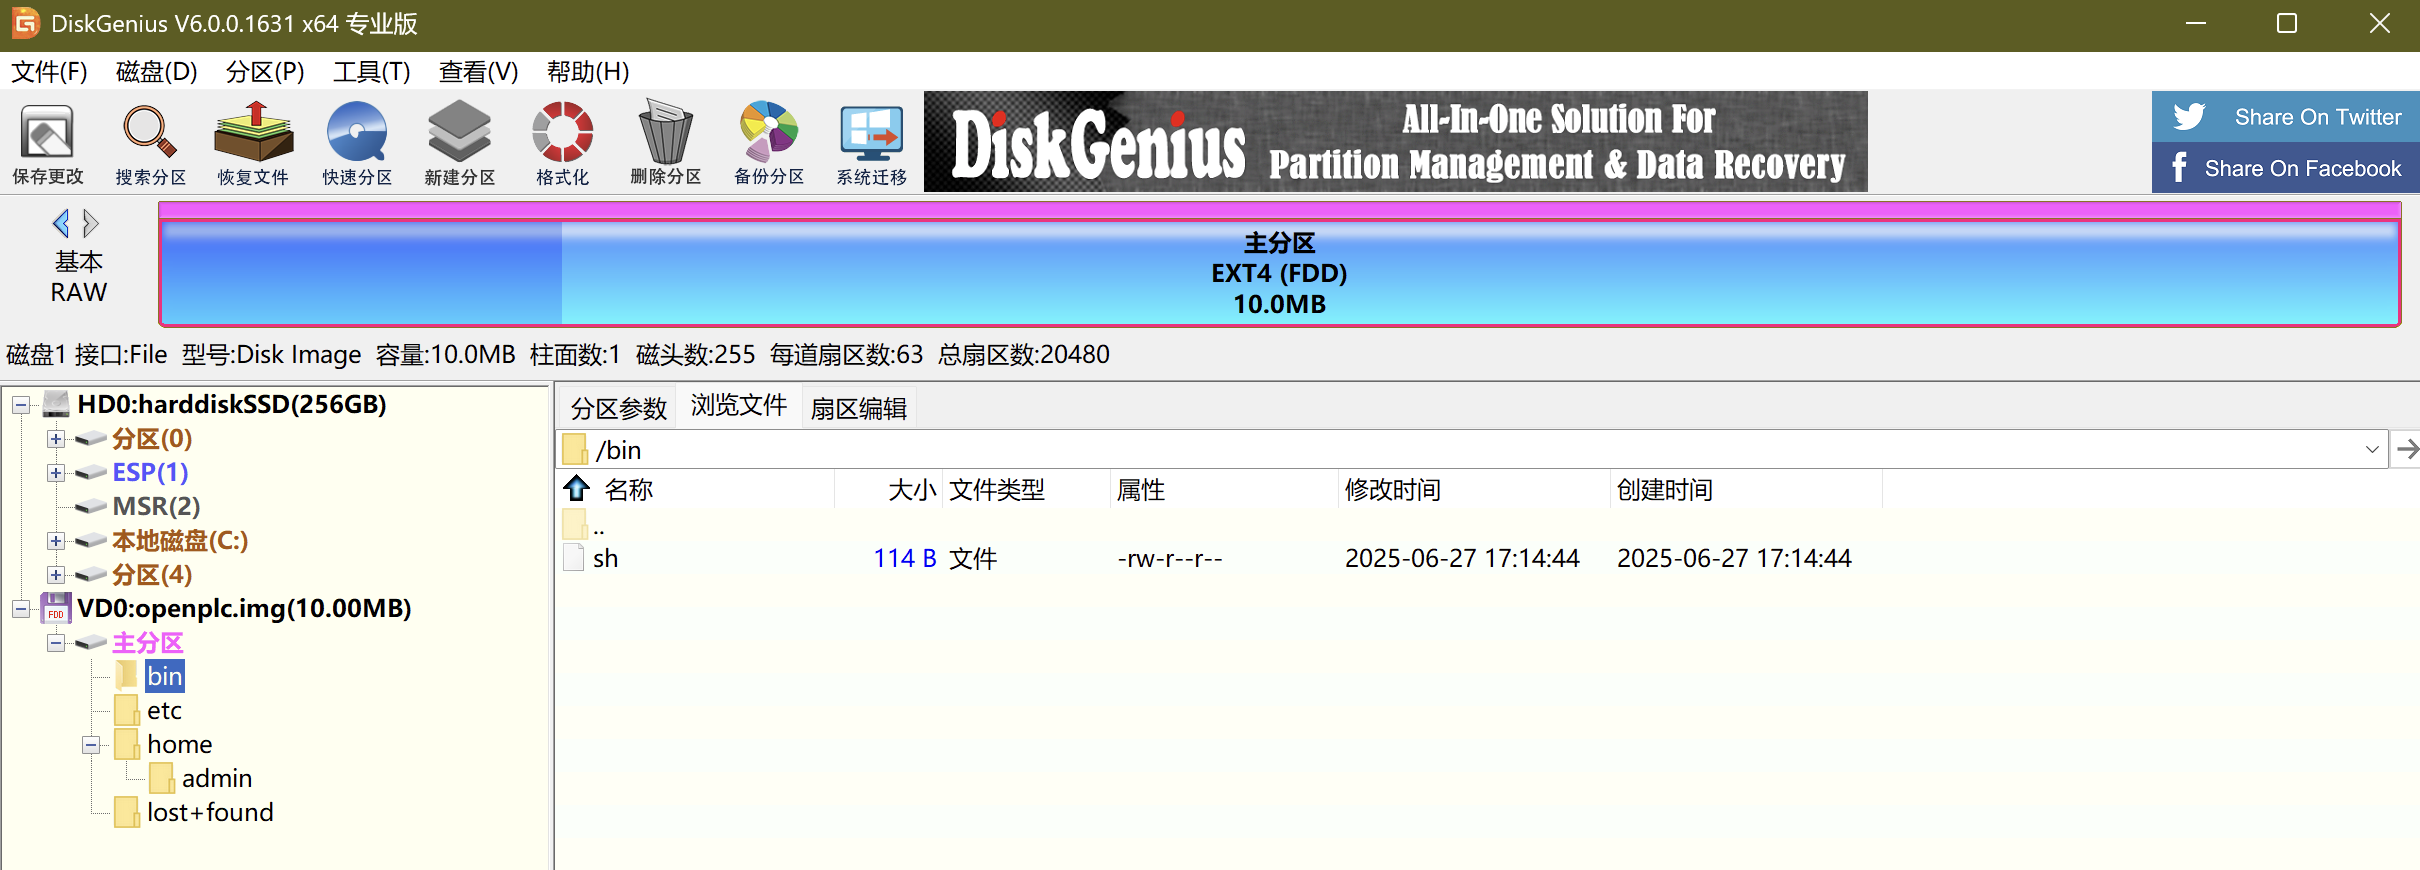 DiskGenius V6.0.0.1631 x64 专业版
文件(F) 磁盘(D) 分区(P) 工具(T) 查看(V) 帮助(H)
保存更改 搜索分区 恢复文件 快速分区 新建分区 格式化 删除分区 备份分区 系统迁移
DiskGenius
All-In-One Solution For
Partition Management & Data Recovery
Share On Twitter
Share On Facebook
基本
RAW
主分区
EXT4 (FDD)
10.0MB
磁盘1 接口:File 型号:Disk Image 容量:10.0MB 柱面数:1 磁头数:255 每道扇区数:63 总扇区数:20480
HD0:harddiskSSD(256GB)
分区(0)
ESP(1)
MSR(2)
本地磁盘(C:)
分区(4)
FDD
VD0:openplc.img(10.00MB)
主分区
bin
etc
home
admin
lost+found
分区参数 浏览文件 扇区编辑
/bin
名称 大小 文件类型 属性 修改时间 创建时间
..
sh 114 B 文件 -rw-r--r-- 2025-06-27 17:14:44 2025-06-27 17:14:44